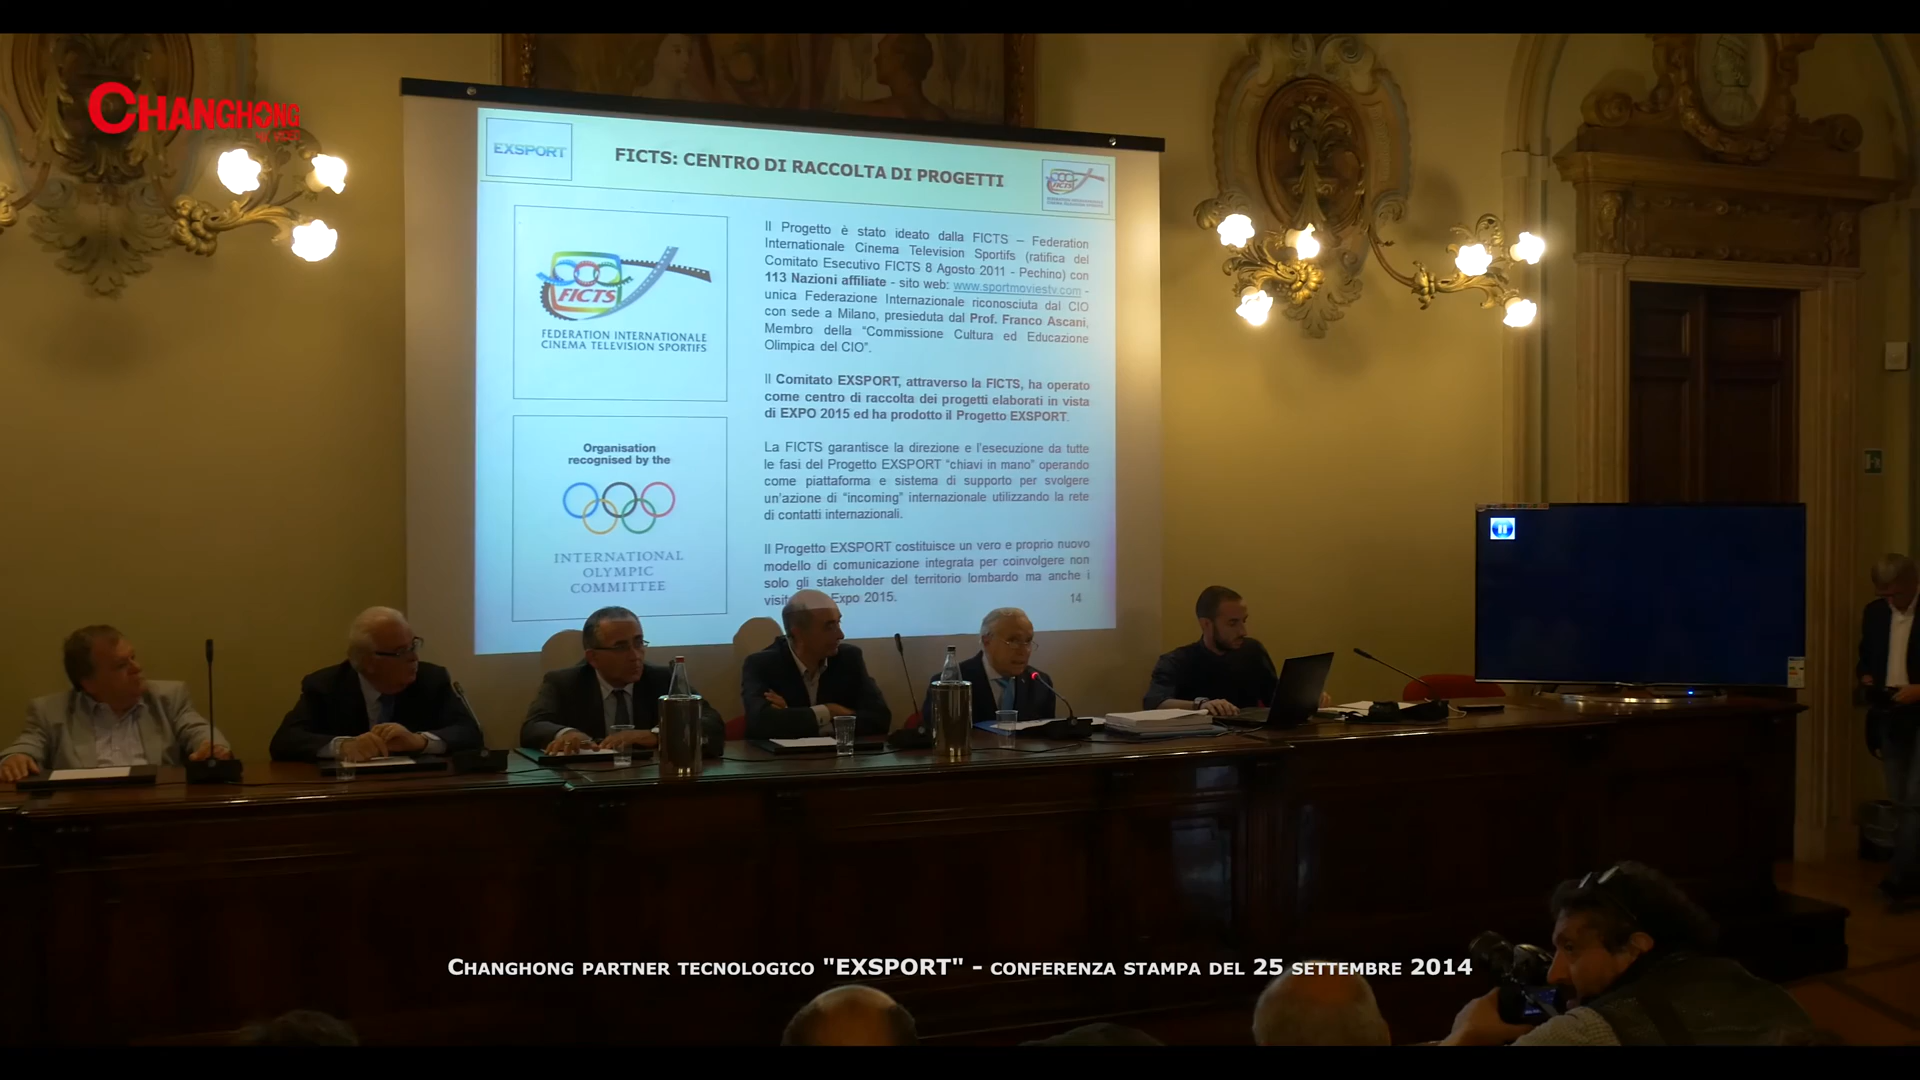 CHANGHONG
EXSPORT
FICTS: CENTRO DI RACCOLTA DI PROGETTI
FICTS
FICTS
FEDERATION INTERNATIONALE
CINEMA TELEVISION SPORTIFS
Organisation
recognised by the
INTERNATIONAL
OLYMPIC
COMMITTEE
Il Progetto è stato ideato dalla FICTS – Federation
Internationale Cinema Television Sportifs (ratifica del
Comitato Esecutivo FICTS 8 Agosto 2011 - Pechino) con
113 Nazioni affiliate - sito web: www.sportmoviestv.com -
unica Federazione Internazionale riconosciuta dal CIO
con sede a Milano, presieduta dal Prof. Franco Ascani,
Membro della “Commissione Cultura ed Educazione
Olimpica del CIO”.
Il Comitato EXSPORT, attraverso la FICTS, ha operato
come centro di raccolta dei progetti elaborati in vista
di EXPO 2015 ed ha prodotto il Progetto EXSPORT.
La FICTS garantisce la direzione e l’esecuzione da tutte
le fasi del Progetto EXSPORT “chiavi in mano” operando
come piattaforma e sistema di supporto per svolgere
un’azione di “incoming” internazionale utilizzando la rete
di contatti internazionali.
Il Progetto EXSPORT costituisce un vero e proprio nuovo
modello di comunicazione integrata per coinvolgere non
solo gli stakeholder del territorio lombardo ma anche i
Expo 2015.
14
CHANGHONG PARTNER TECNOLOGICO "EXSPORT" - CONFERENZA STAMPA DEL 25 SETTEMBRE 2014